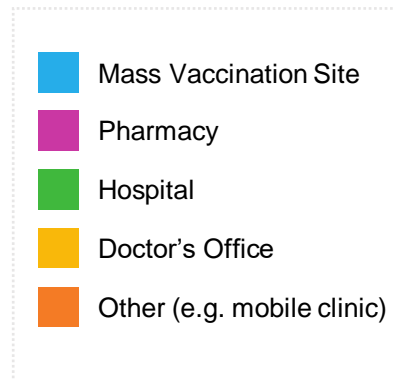 Mass Vaccination Site
Pharmacy
Hospital
Doctor’s Office
Other (e.g. mobile clinic)